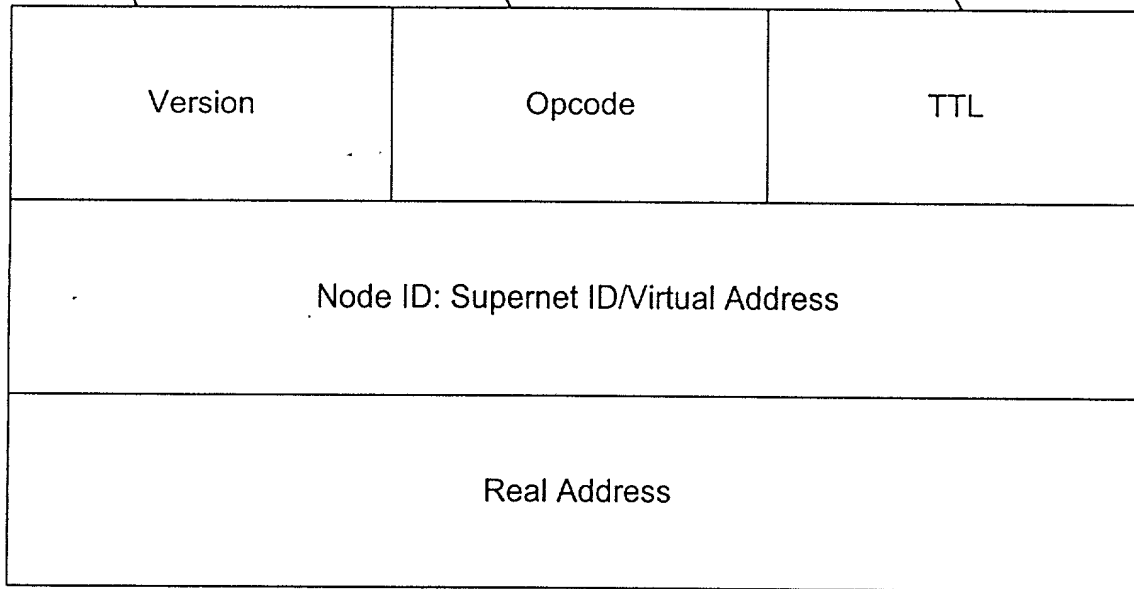 Version
Opcode
TTL
Node ID: Supernet ID/Virtual Address
Real Address